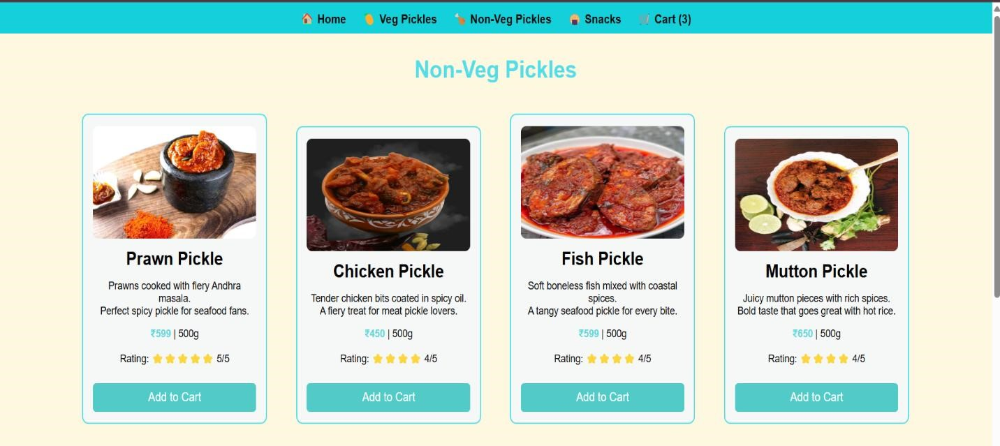 🏠 Home 🥭 Veg Pickles 🍗 Non-Veg Pickles 🍘 Snacks 🛒 Cart (3)
Non-Veg Pickles
Prawn Pickle
Prawns cooked with fiery Andhra
masala.
Perfect spicy pickle for seafood fans.
₹599 | 500g
Rating: ⭐⭐⭐⭐⭐ 5/5
Add to Cart
Chicken Pickle
Tender chicken bits coated in spicy oil.
A fiery treat for meat pickle lovers.
₹450 | 500g
Rating: ⭐⭐⭐⭐ 4/5
Add to Cart
Fish Pickle
Soft boneless fish mixed with coastal
spices.
A tangy seafood pickle for every bite.
₹599 | 500g
Rating: ⭐⭐⭐⭐ 4/5
Add to Cart
Mutton Pickle
Juicy mutton pieces with rich spices.
Bold taste that goes great with hot rice.
₹650 | 500g
Rating: ⭐⭐⭐⭐ 4/5
Add to Cart